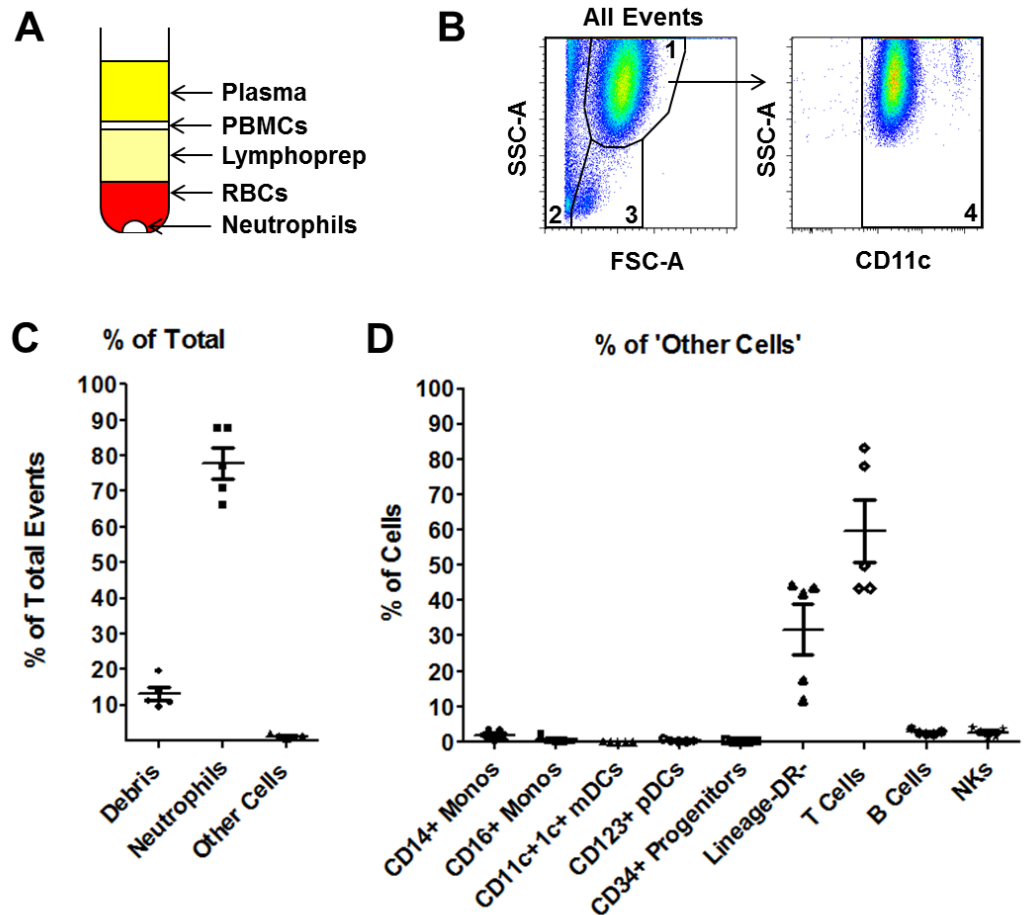 A
Plasma
PBMCs
Lymphoprep
RBCs
Neutrophils
B
All Events
1
2
3
SSC-A
FSC-A
4
SSC-A
CD11c
C
% of Total
% of Total Events
100
90
80
70
60
50
40
30
20
10
Debris
Neutrophils
Other Cells
D
% of 'Other Cells'
% of Cells
100
90
80
70
60
50
40
30
20
10
0
CD14+ Monos
CD16+ Monos
CD11c+1c+ mDCs
CD123+ pDCs
CD34+ Progenitors
Lineage-DR-
T Cells
B Cells
NKs